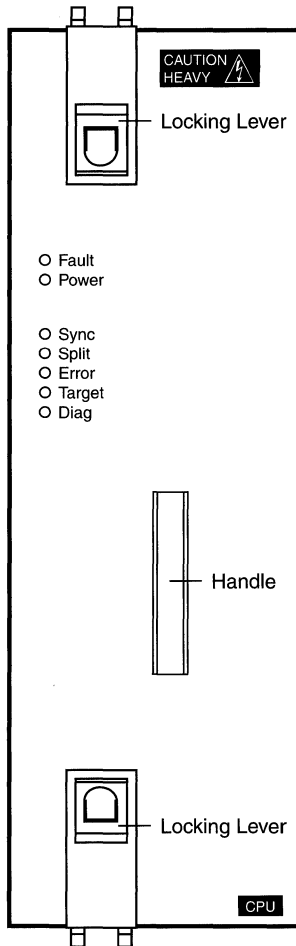 CAUTION
HEAVY
Locking Lever
Fault
Power
Sync
Split
Error
Target
Diag
Handle
Locking Lever
CPU